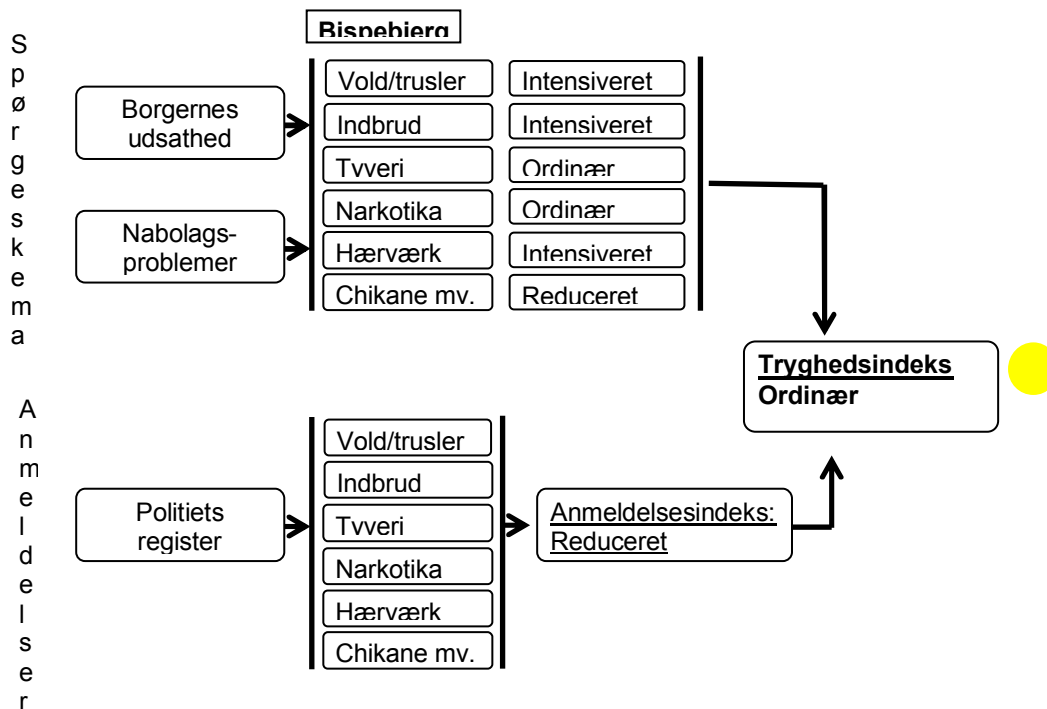 Bispebjerg
Spørgeskema
Borgernes
udsathed
Nabolags-
problemer
Vold/trusler Intensiveret
Indbrud Intensiveret
Tyveri Ordinær
Narkotika Ordinær
Hærværk Intensiveret
Chikane mv. Reduceret
Tryghedsindeks
Ordinær
Anmeldelser
Politiets
register
Vold/trusler
Indbrud
Tyveri
Narkotika
Hærværk
Chikane mv.
Anmeldelsesindeks:
Reduceret